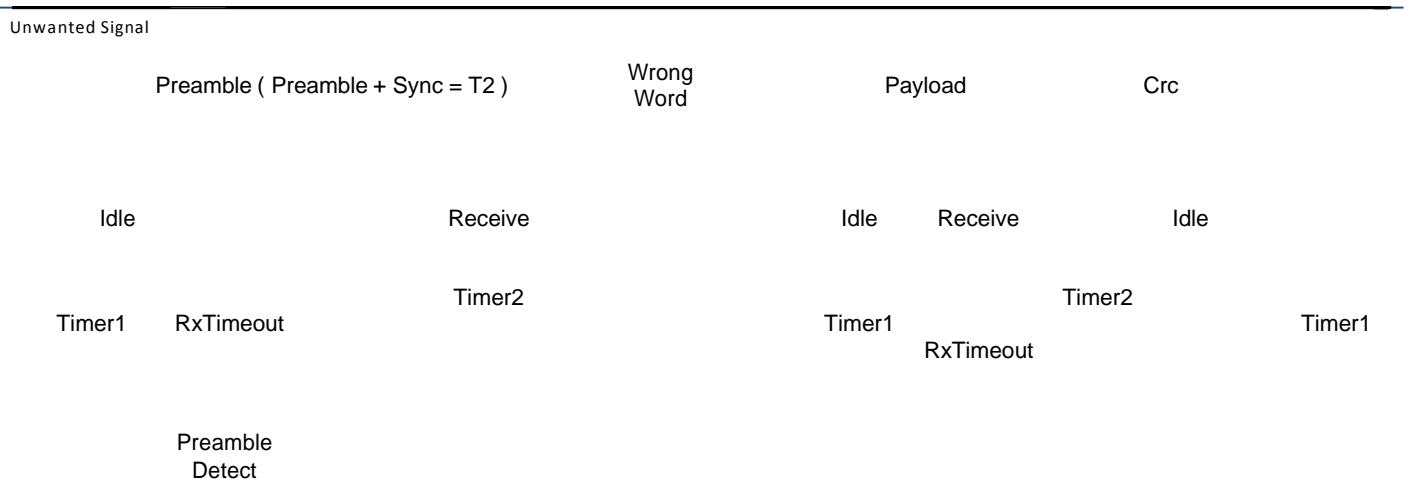 Unwanted Signal
Preamble ( Preamble + Sync = T2 )
Wrong
Word
Payload
Crc
Idle
Receive
Idle
Receive
Idle
Timer2
Timer2
Timer1
RxTimeout
Timer1
Timer1
RxTimeout
Preamble
Detect